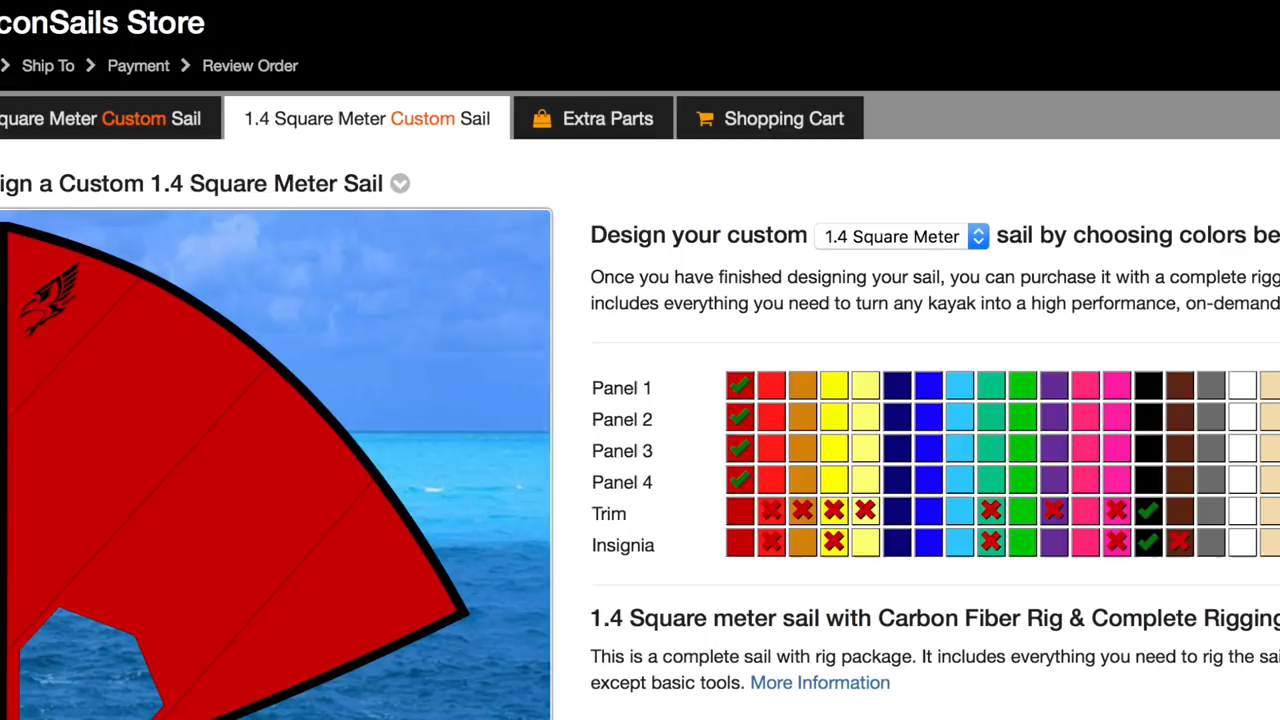 conSails Store
Ship To Payment Review Order
quare Meter Custom Sail 1.4 Square Meter Custom Sail Extra Parts Shopping Cart
ign a Custom 1.4 Square Meter Sail
Design your custom 1.4 Square Meter sail by choosing colors be
Once you have finished designing your sail, you can purchase it with a complete rigg
includes everything you need to turn any kayak into a high performance, on-demand
Panel 1
Panel 2
Panel 3
Panel 4
Trim
Insignia
1.4 Square meter sail with Carbon Fiber Rig & Complete Rigging
This is a complete sail with rig package. It includes everything you need to rig the sai
except basic tools. More Information